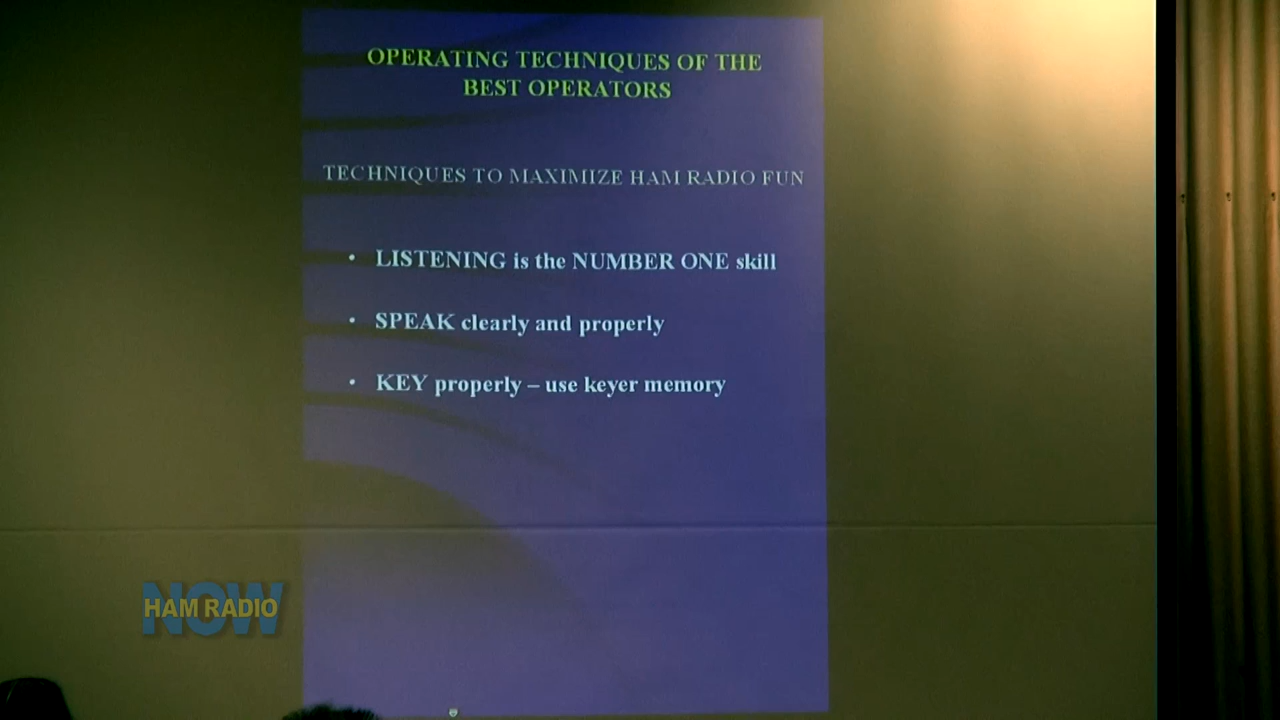 OPERATING TECHNIQUES OF THE
BEST OPERATORS
TECHNIQUES TO MAXIMIZE HAM RADIO FUN
• LISTENING is the NUMBER ONE skill
• SPEAK clearly and properly
• KEY properly – use keyer memory
NOW
HAM RADIO